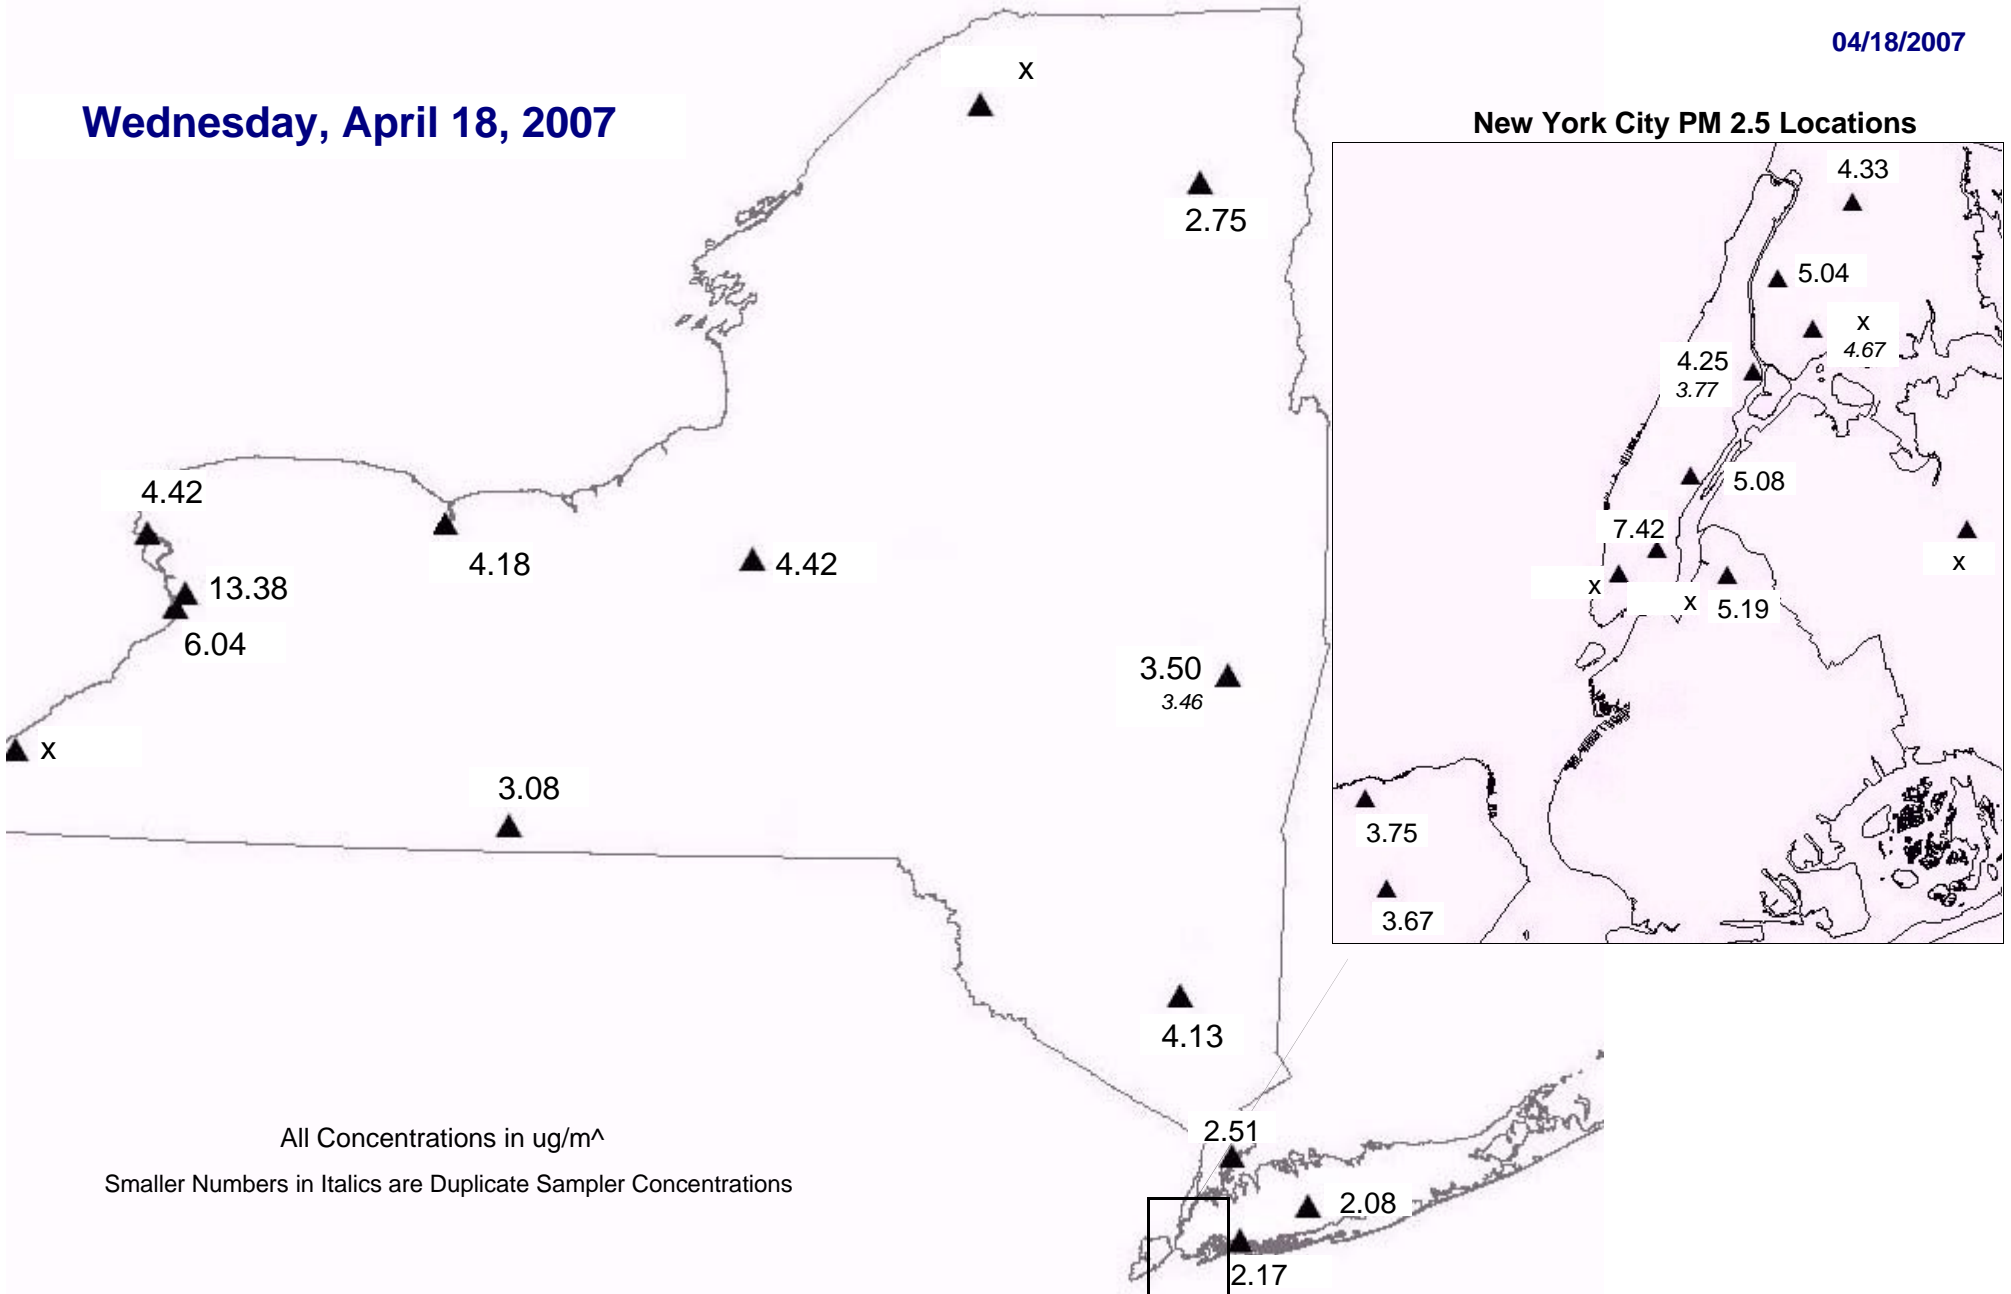 04/18/2007
x
Wednesday, April 18, 2007
New York City PM 2.5 Locations
2.75
4.42
4.18
4.42
13.38
6.04
3.50
3.46
x
3.08
4.13
2.51
2.08
2.17
4.33
5.04
x
4.67
4.25
3.77
5.08
7.42
x
x
x
5.19
3.75
3.67
All Concentrations in ug/m^
Smaller Numbers in Italics are Duplicate Sampler Concentrations